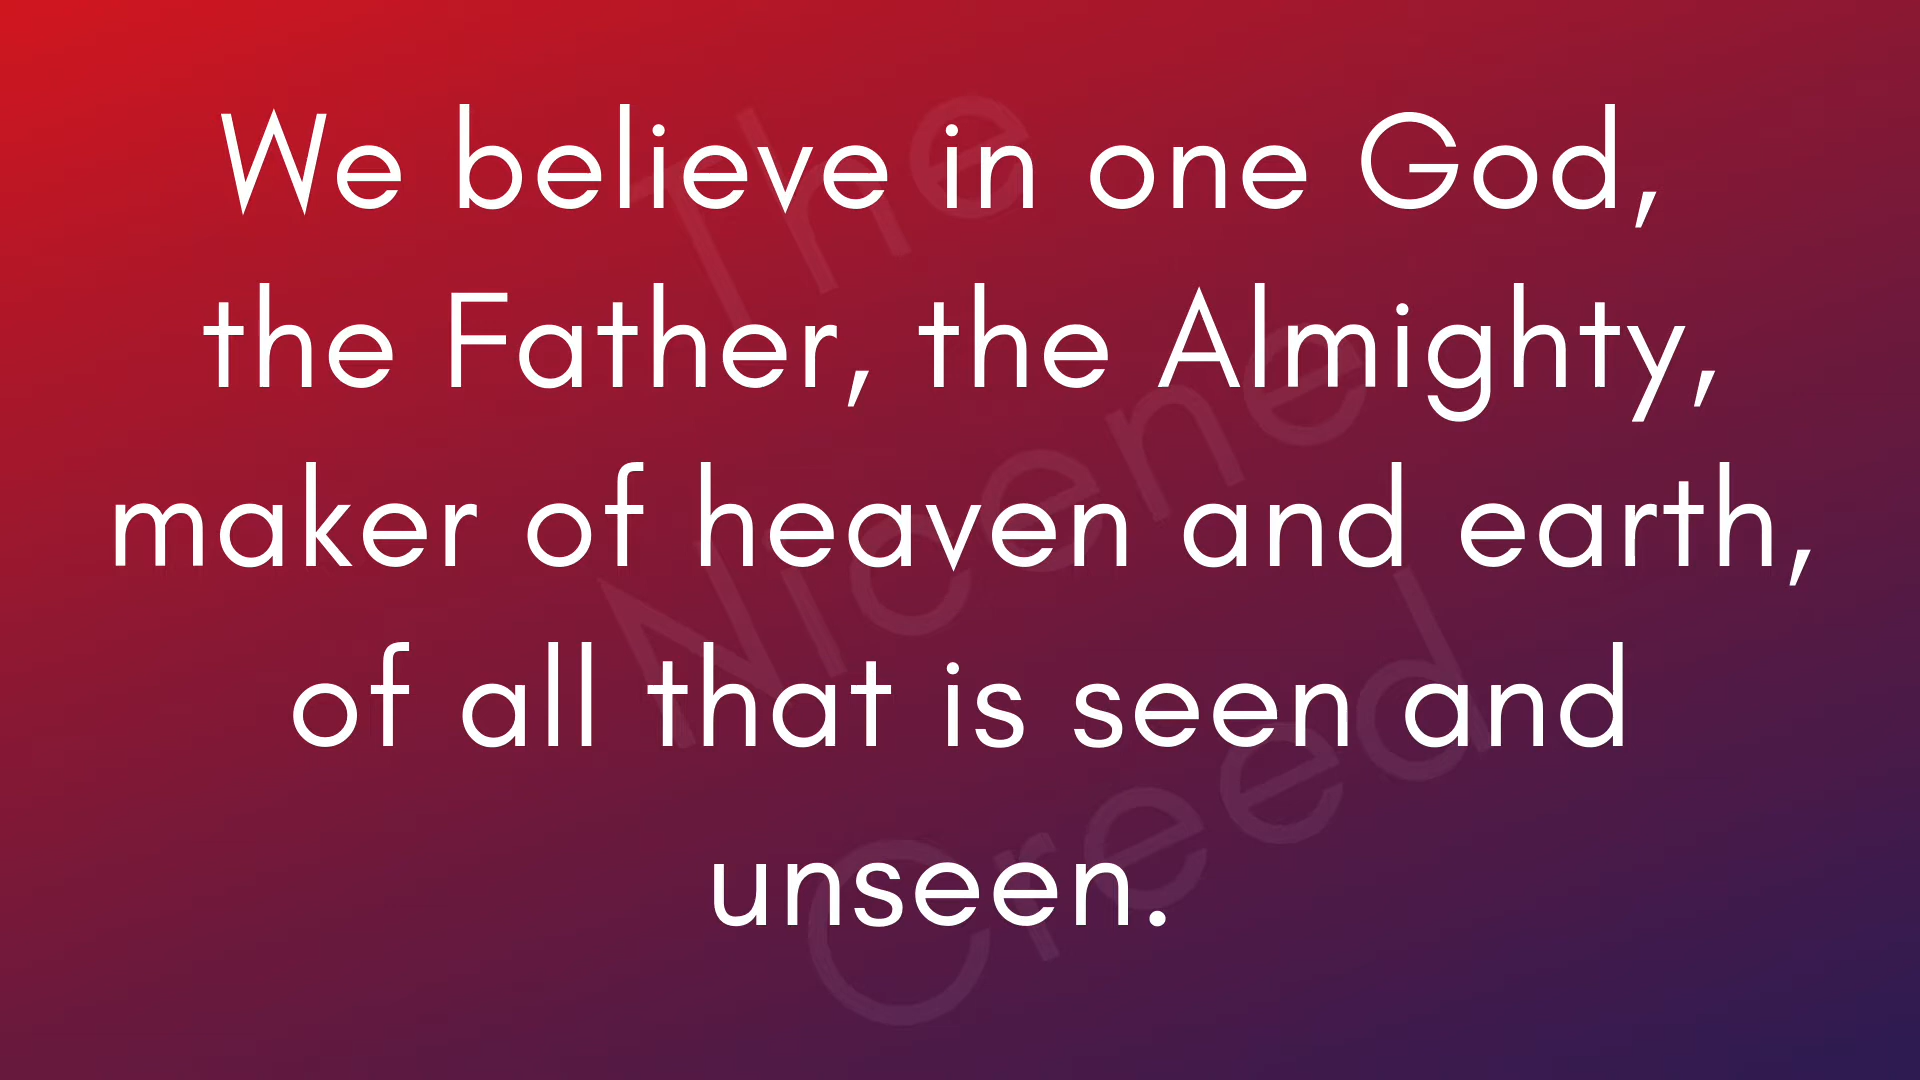 We believe in one God,
the Father, the Almighty,
maker of heaven and earth,
of all that is seen and
unseen.
The
Nicene
Creed